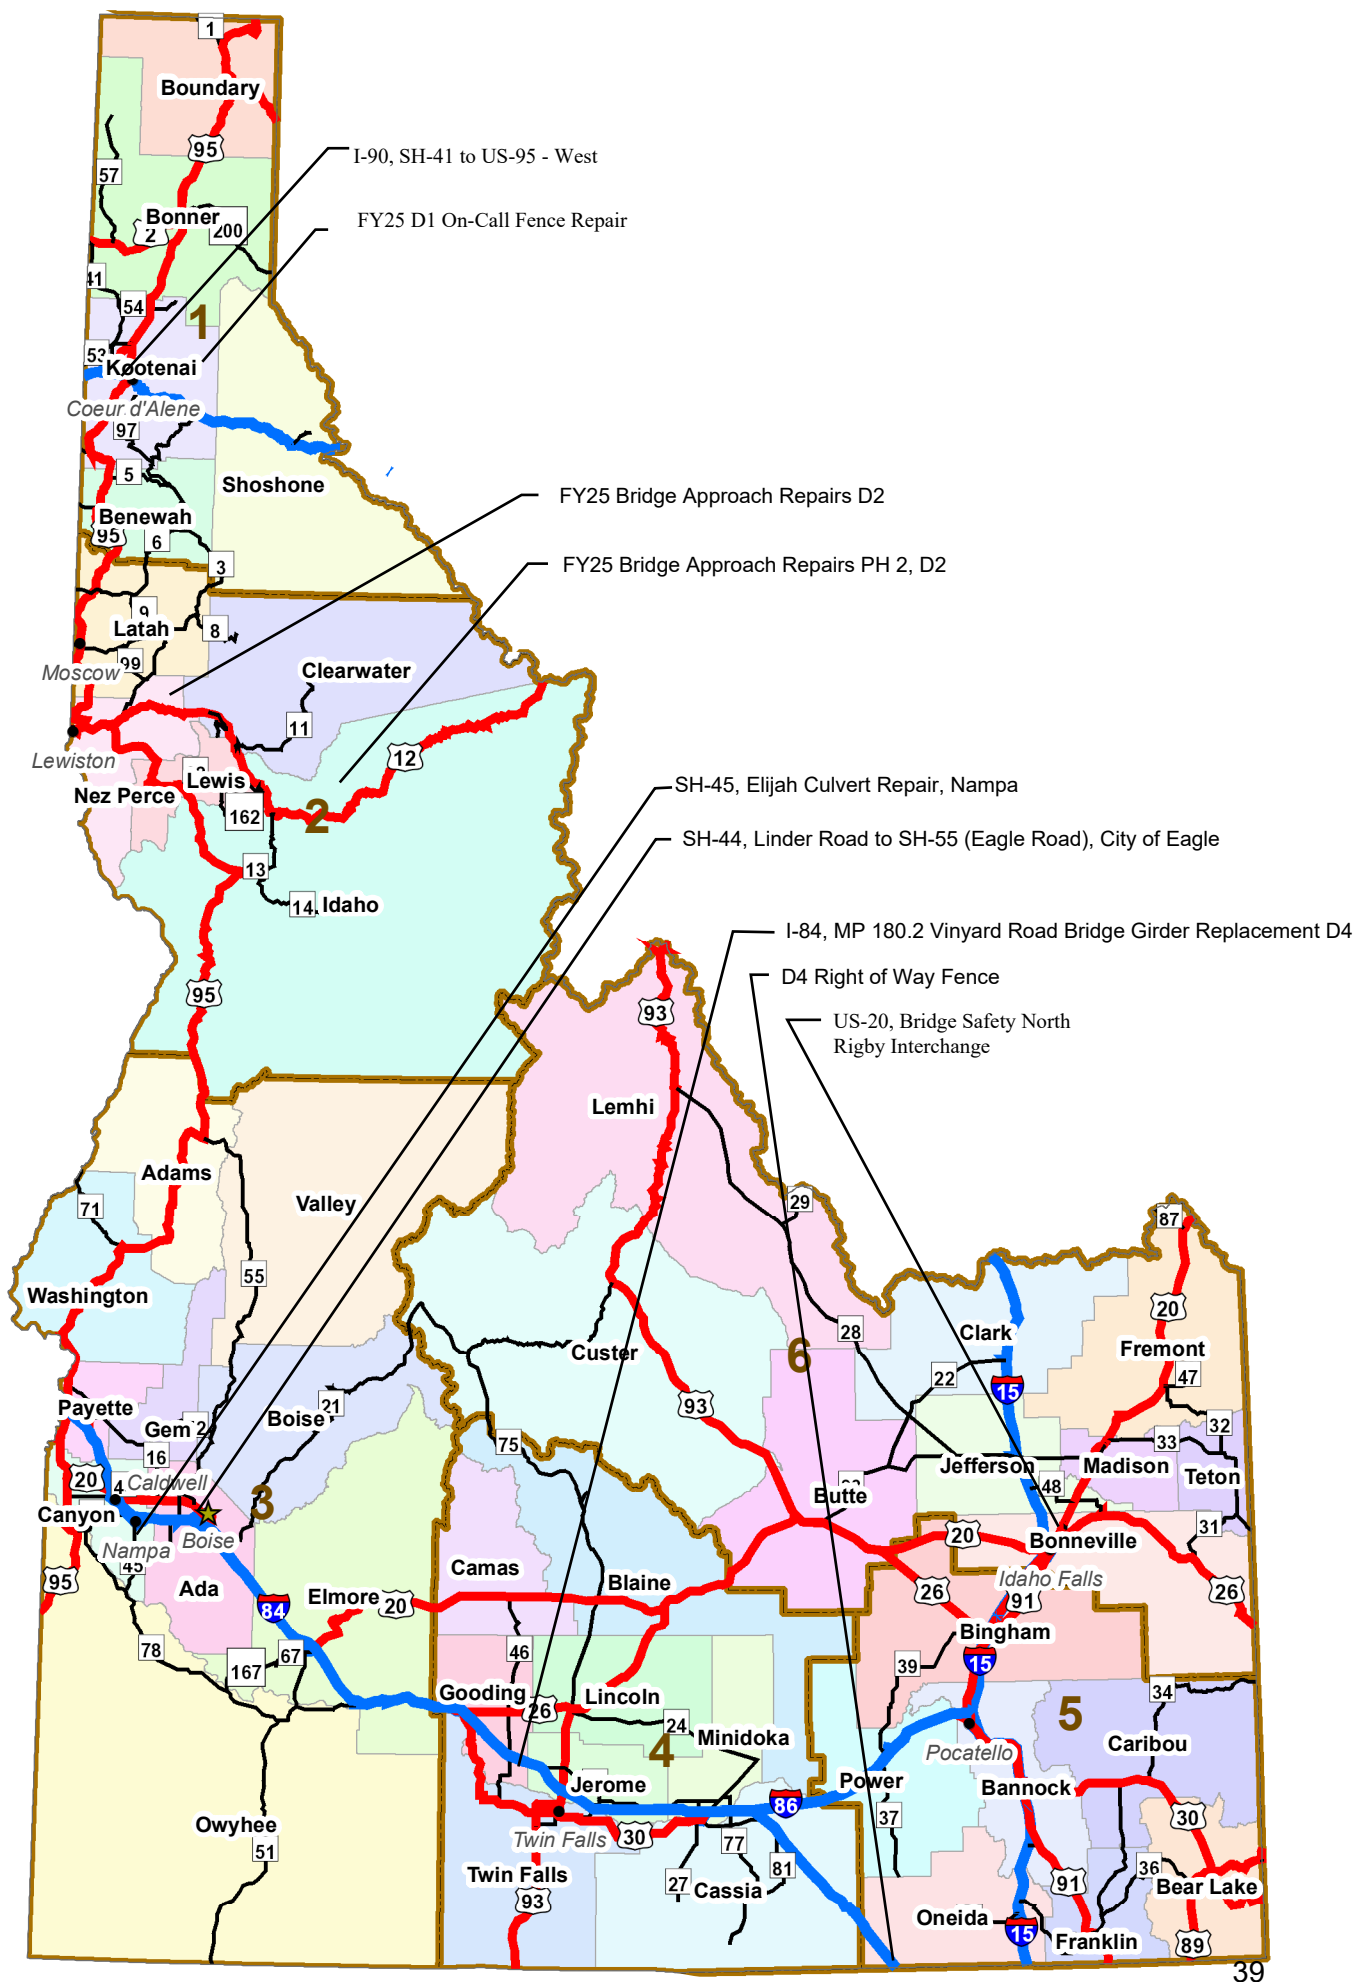 1
Boundary
95
I-90, SH-41 to US-95 - West
57
Bonner
2
200
FY25 D1 On-Call Fence Repair
41
54
1
53
Kootenai
Coeur d'Alene
97
5
Shoshone
FY25 Bridge Approach Repairs D2
Benewah
95
6
3
FY25 Bridge Approach Repairs PH 2, D2
9
Latah
8
Moscow
99
Clearwater
11
Lewiston
12
Lewis
Nez Perce
162
2
SH-45, Elijah Culvert Repair, Nampa
SH-44, Linder Road to SH-55 (Eagle Road), City of Eagle
13
14
Idaho
I-84, MP 180.2 Vinyard Road Bridge Girder Replacement D4
D4 Right of Way Fence
95
93
US-20, Bridge Safety North
Rigby Interchange
Lemhi
Adams
71
Valley
29
87
55
Washington
20
28
Clark
Fremont
Custer
6
22
15
47
Payette
21
Boise
93
Gem
32
16
75
33
Jefferson
Madison
Teton
20
4
Caldwell
3
Butte
48
Canyon
31
Nampa
Boise
20
Bonneville
45
Camas
Blaine
Idaho Falls
95
Ada
84
Elmore
20
26
91
26
Bingham
78
167
67
46
39
15
Gooding
26
Lincoln
34
24
Minidoka
4
5
Pocatello
Caribou
Jerome
Power
Bannock
86
37
30
Owyhee
51
Twin Falls
30
77
81
27
Cassia
Twin Falls
93
91
36
Bear Lake
Oneida
15
Franklin
89
39